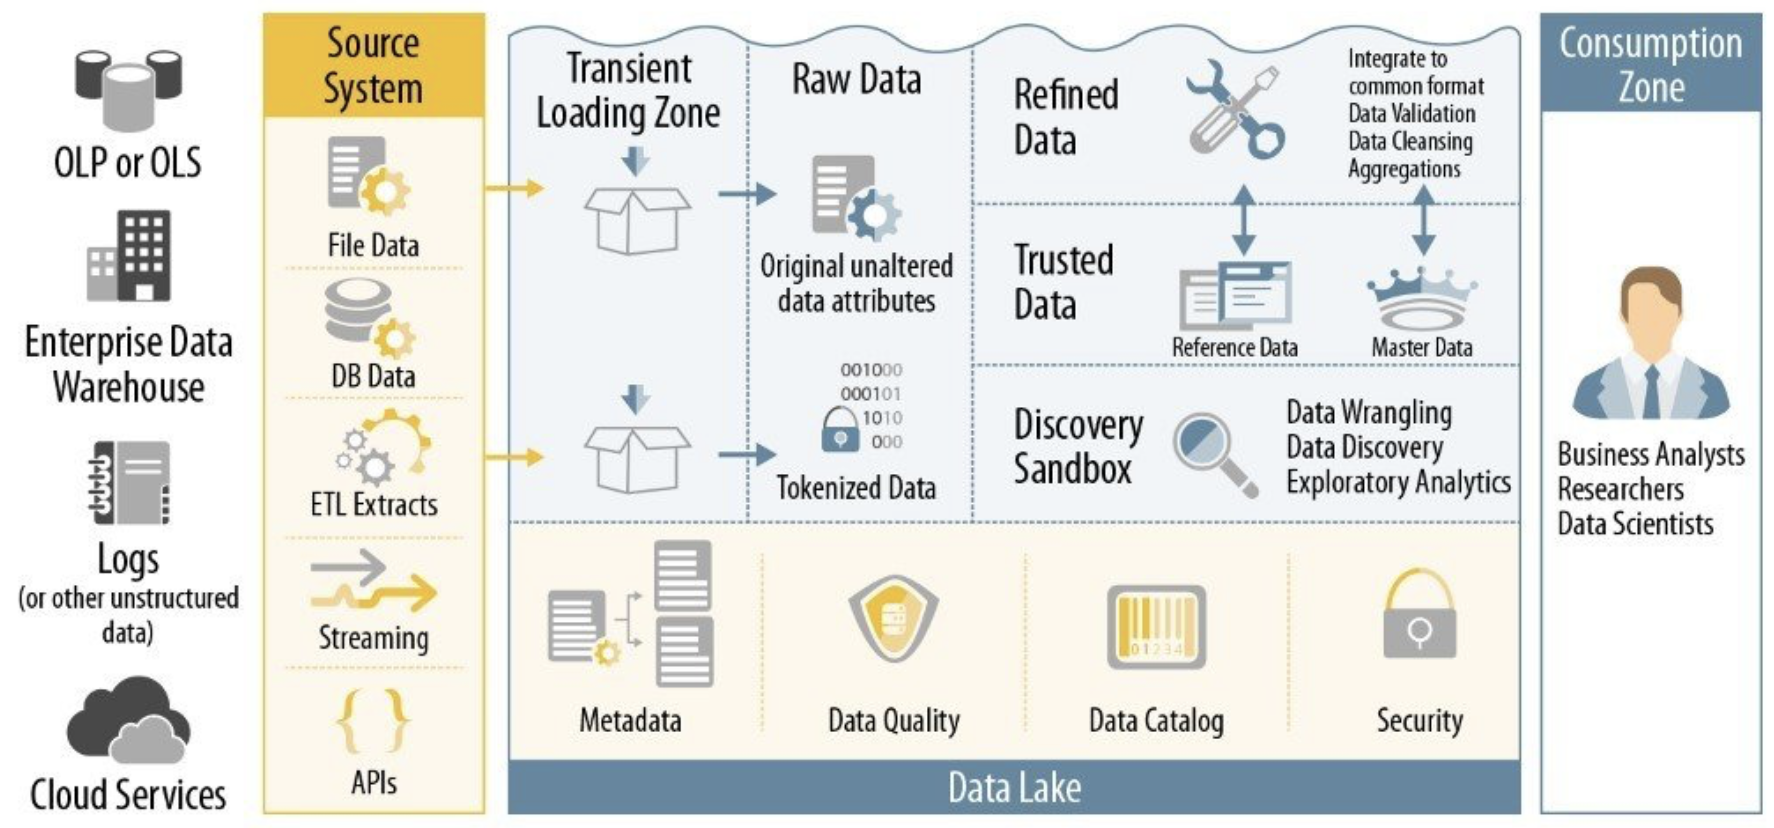 OLP or OLS
Enterprise Data
Warehouse
Logs
(or other unstructured
data)
Cloud Services
Source
System
File Data
DB Data
ETL Extracts
Streaming
APIs
Transient
Loading Zone
Raw Data
Original unaltered
data attributes
001000
000101
1010
000
Tokenized Data
Refined
Data
Integrate to
common format
Data Validation
Data Cleansing
Aggregations
Trusted
Data
Reference Data
Master Data
Discovery
Sandbox
Data Wrangling
Data Discovery
Exploratory Analytics
Metadata
Data Quality
01234
Data Catalog
Security
Data Lake
Consumption
Zone
Business Analysts
Researchers
Data Scientists